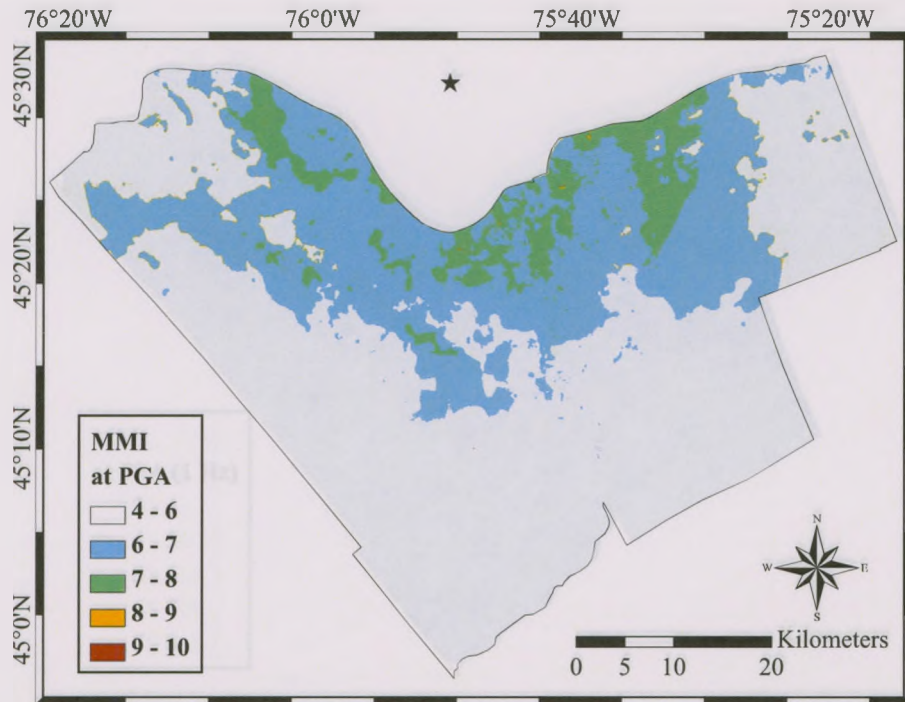 76°20'W 76°0'W 75°40'W 75°20'W
45°30'N
45°20'N
45°10'N
45°0'N
MMI
at PGA
4 - 6
6 - 7
7 - 8
8 - 9
9 - 10
N
W E
S
Kilometers
0 5 10 20